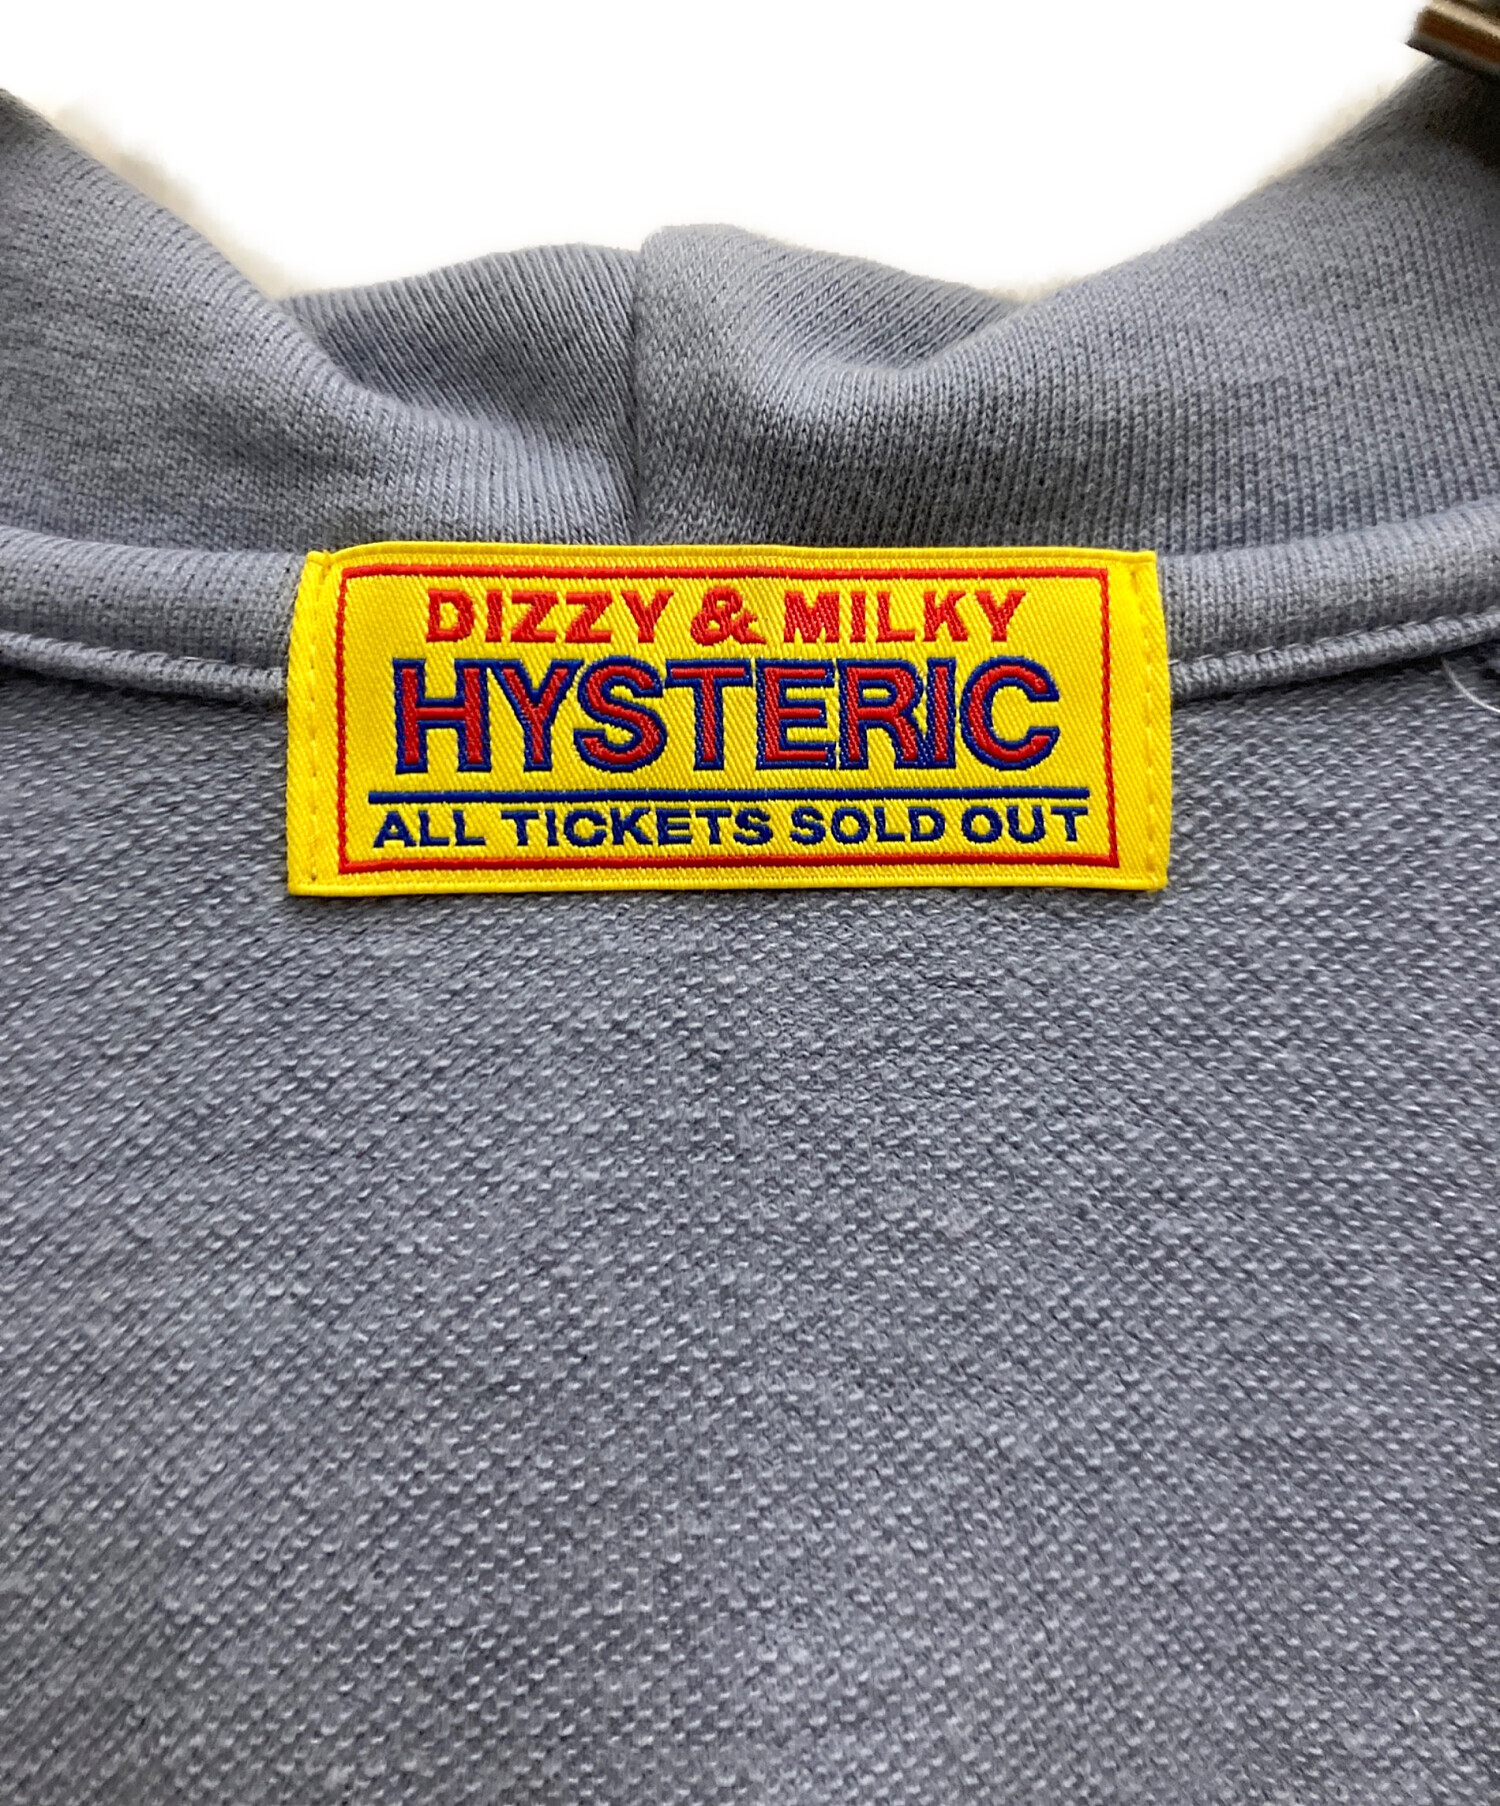 DIZZY & MILKY
HYSTERIC
ALL TICKETS SOLD OUT